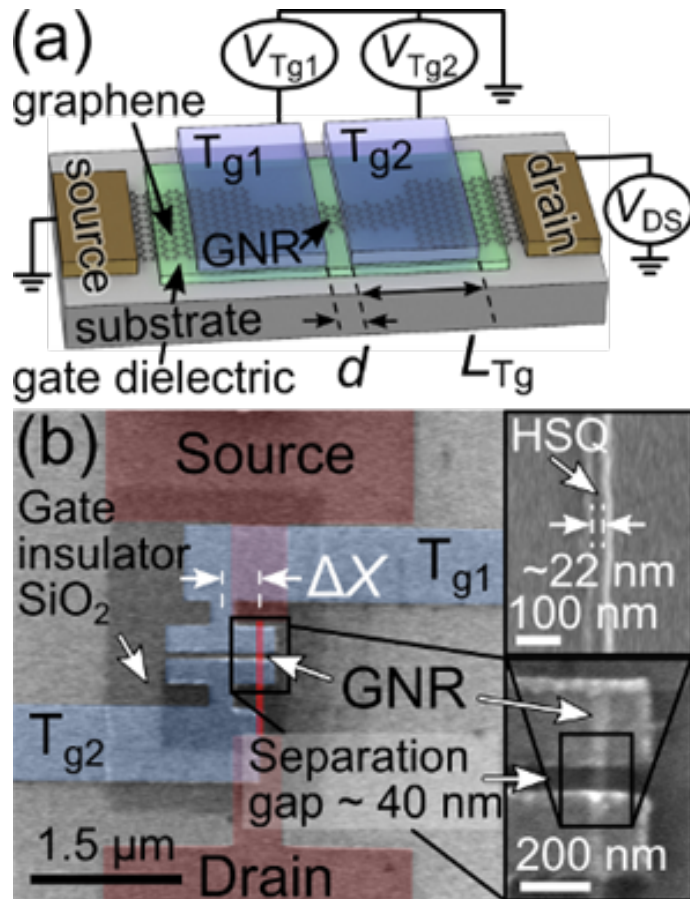 (a)
V_Tg1
V_Tg2
graphene
T_g1
T_g2
source
drain
V_DS
GNR
substrate
gate dielectric
d
L_Tg
(b)
Source
HSQ
Gate
insulator
SiO₂
ΔX
T_g1
~22 nm
100 nm
GNR
T_g2
Separation
gap ~ 40 nm
1.5 μm
Drain
200 nm